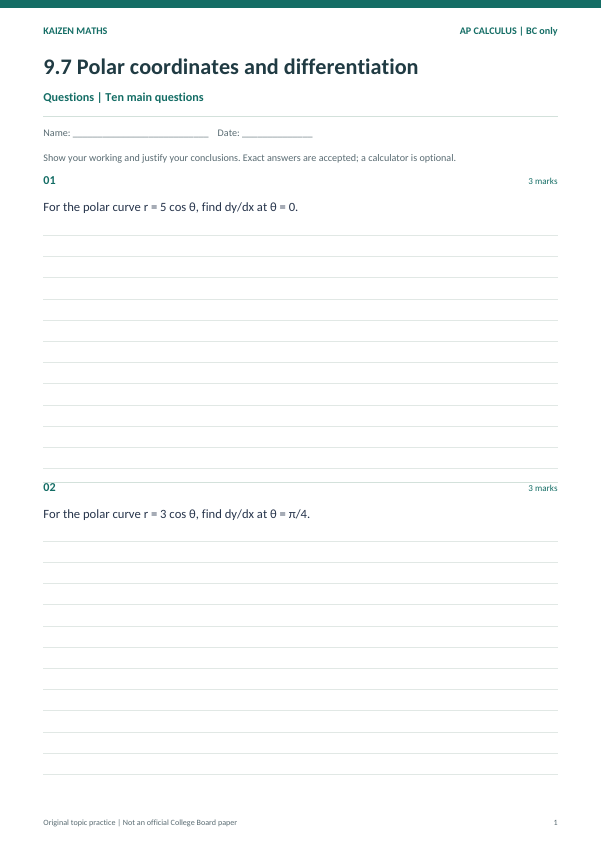 KAIZEN MATHS AP CALCULUS | BC only
9.7 Polar coordinates and differentiation
Questions | Ten main questions
Name: ____________________________ Date: ______________
Show your working and justify your conclusions. Exact answers are accepted; a calculator is optional.
01 3 marks
For the polar curve r = 5 cos θ, find dy/dx at θ = 0.
02 3 marks
For the polar curve r = 3 cos θ, find dy/dx at θ = π/4.
Original topic practice | Not an official College Board paper 1